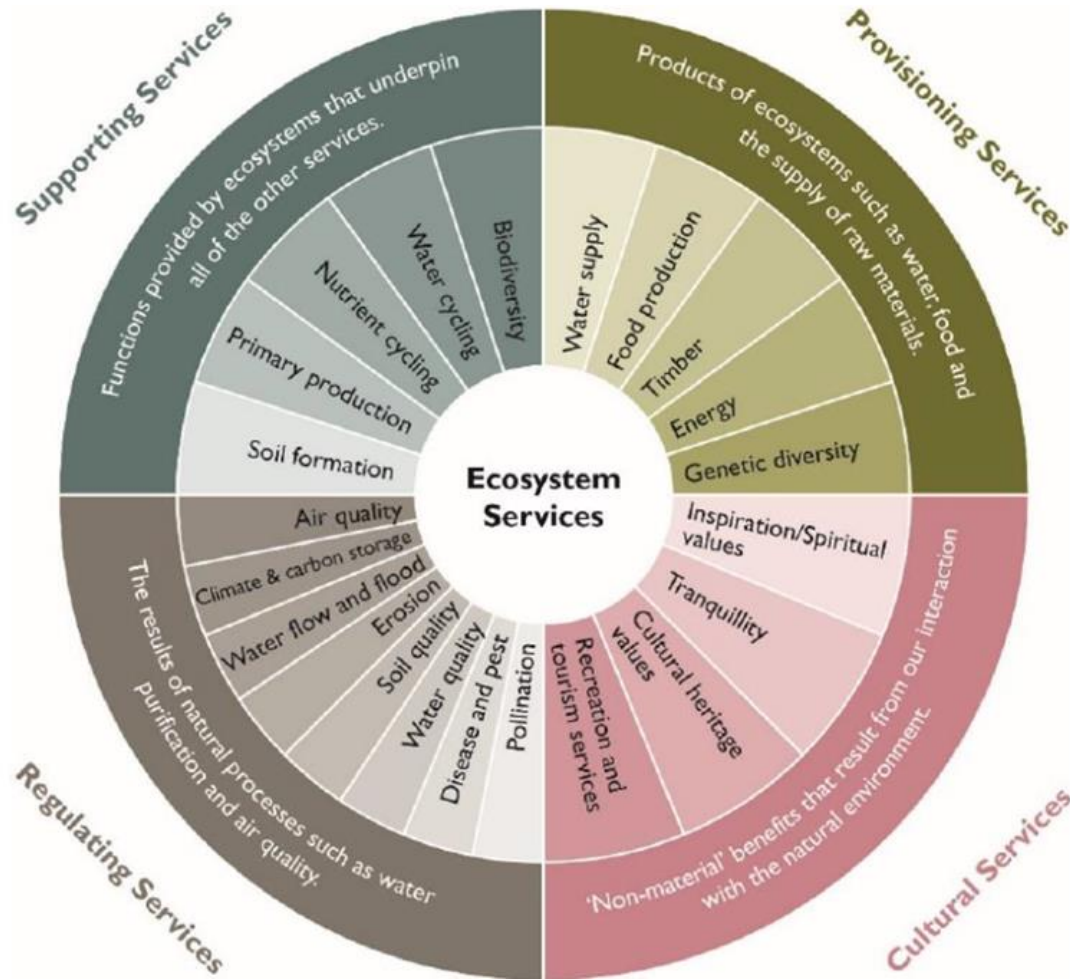 Supporting Services
Functions provided by ecosystems that underpin
all of the other services.
Soil formation
Primary production
Nutrient cycling
Water cycling
Biodiversity
Provisioning Services
Products of ecosystems such as water, food and
the supply of raw materials.
Water supply
Food production
Timber
Energy
Genetic diversity
Ecosystem
Services
Regulating Services
The results of natural processes such as water
purification and air quality.
Air quality
Climate & carbon storage
Water flow and flood
Erosion
Soil quality
Water quality
Disease and pest
Pollination
Cultural Services
'Non-material' benefits that result from our interaction
with the natural environment.
Inspiration/Spiritual
values
Tranquillity
Cultural heritage
values
Recreation and
tourism services